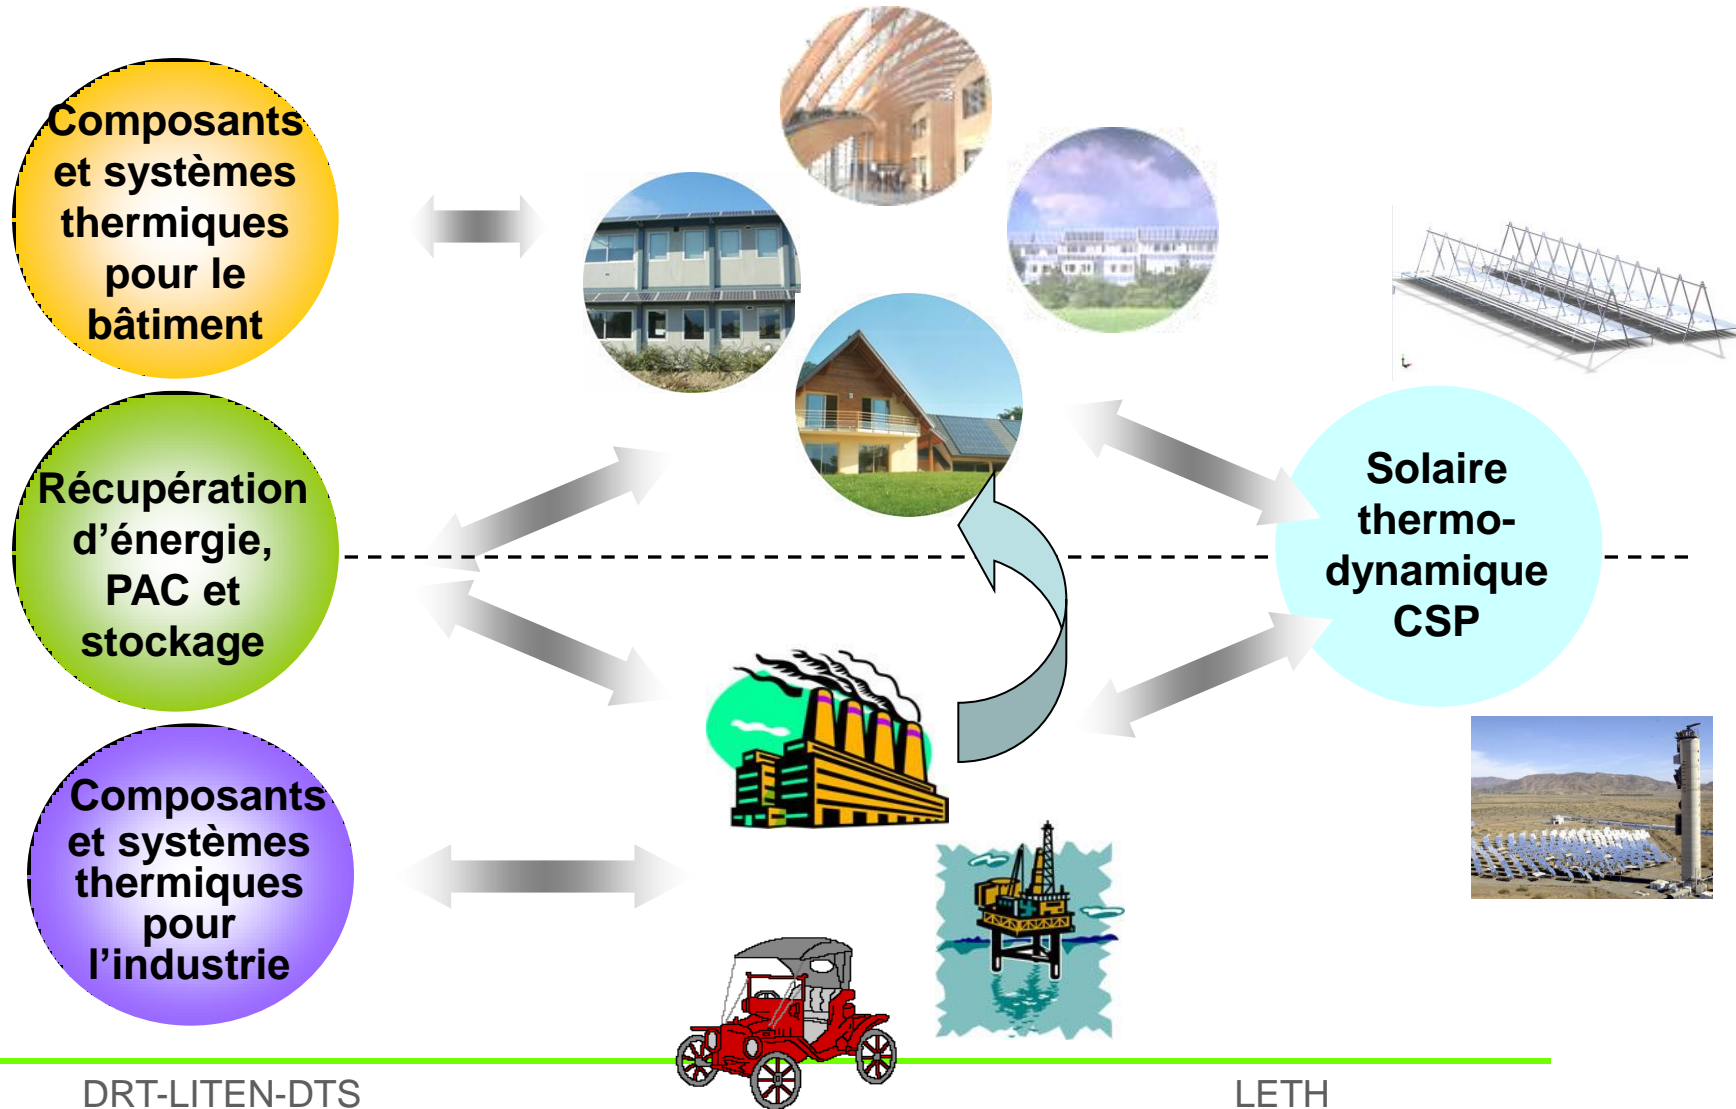 Composants
et systèmes
thermiques
pour le
bâtiment
Récupération
d’énergie,
PAC et
stockage
Composants
et systèmes
thermiques
pour
l’industrie
Solaire
thermo-
dynamique
CSP
DRT-LITEN-DTS
LETH